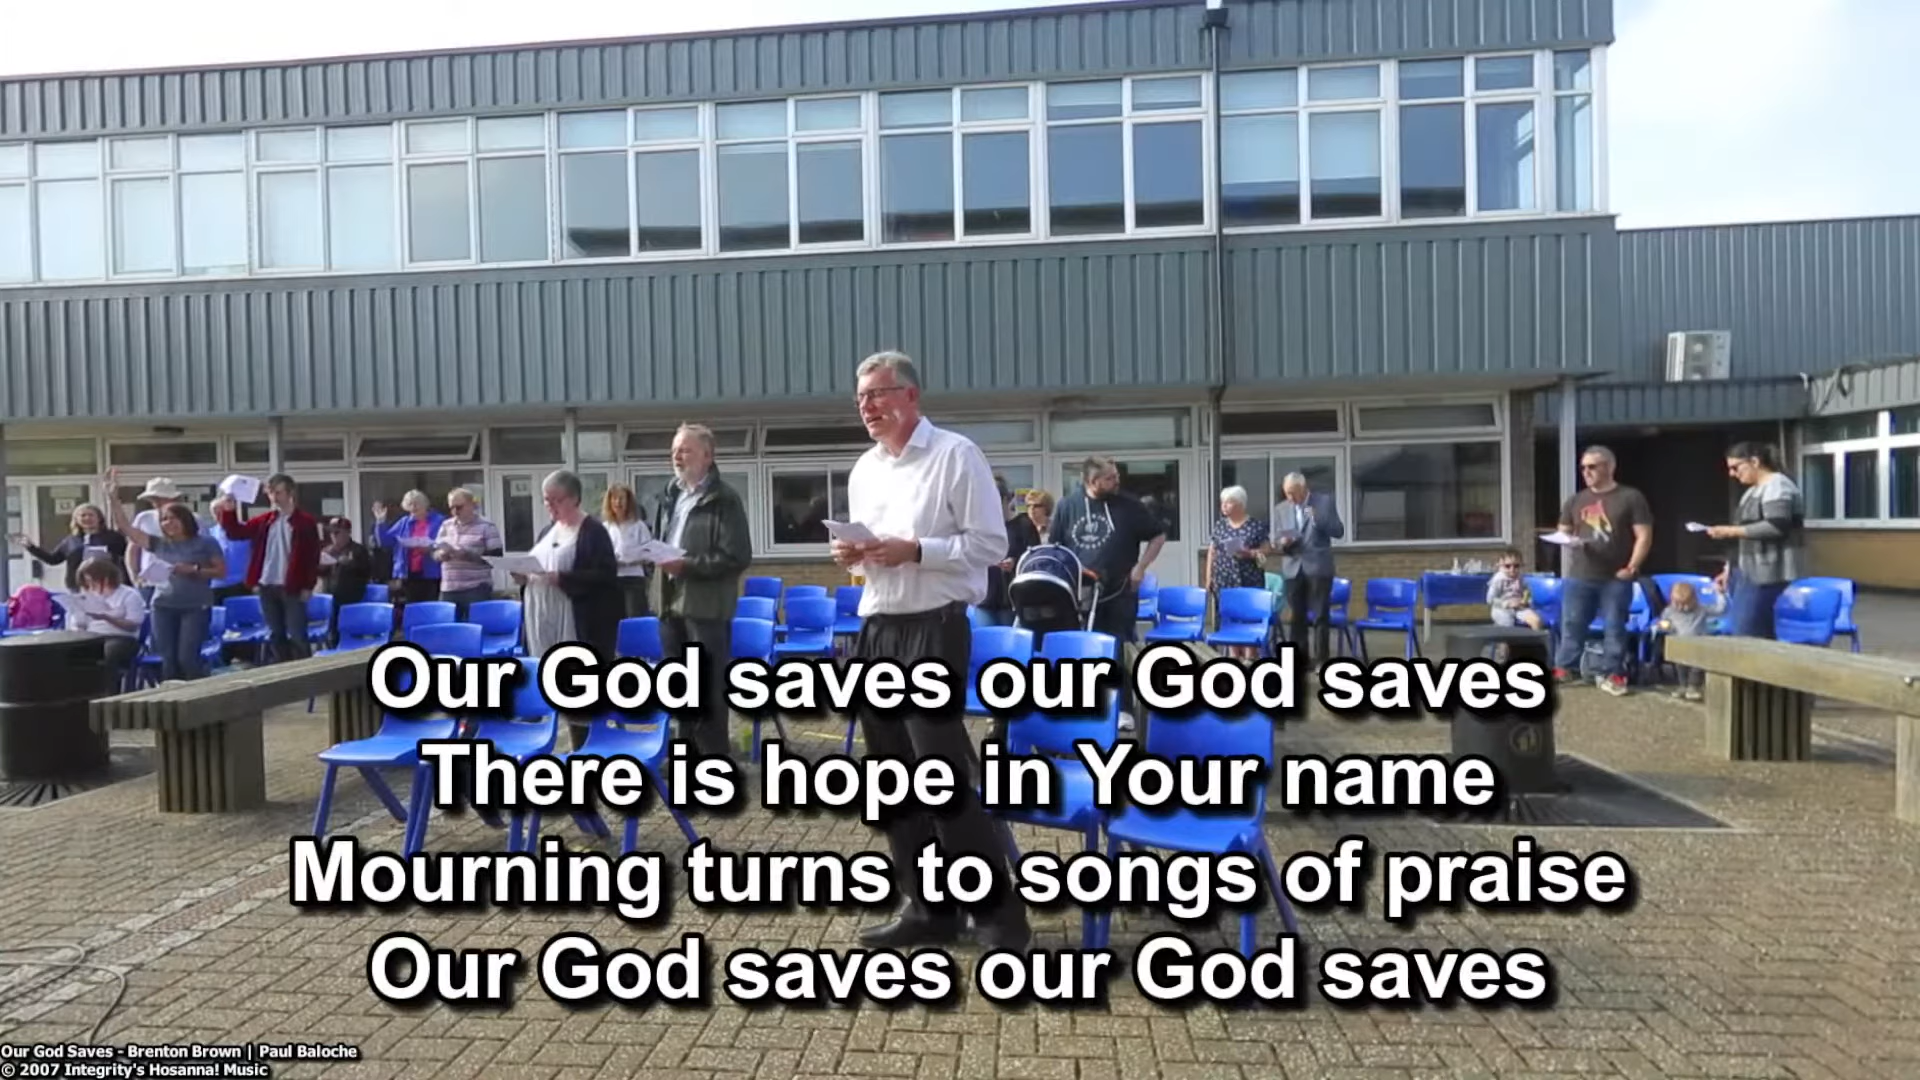 Our God saves our God saves
There is hope in Your name
Mourning turns to songs of praise
Our God saves our God saves
Our God Saves - Brenton Brown | Paul Baloche
© 2007 Integrity's Hosanna! Music